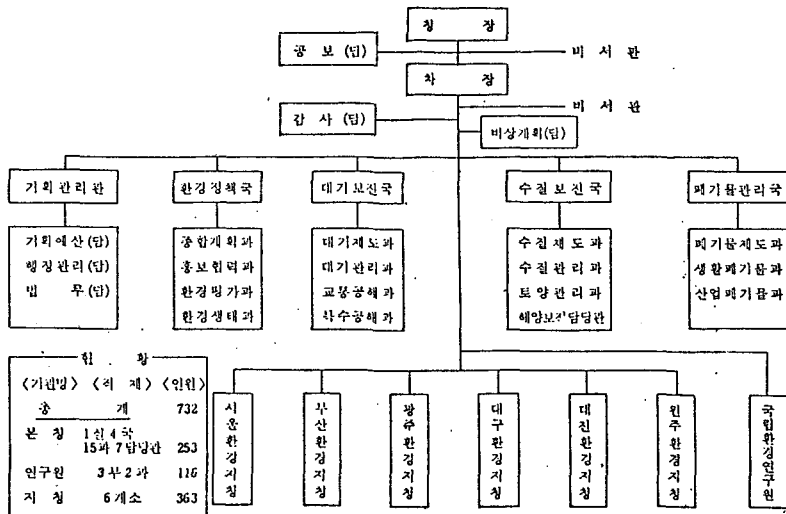 청 장
공 보 (담)
비 서 관
차 장
비 서 관
감 사 (담)
비상계획(담)
기획관리관
환경정책국
대기보전국
수질보전국
폐기물관리국
기획예산(담)
행정관리(담)
법 무(담)
종합계획과
홍보협력과
환경평가과
환경생태과
대기제도과
대기관리과
교통공해과
특수공해과
수질제도과
수질관리과
토양관리과
해양보전담당관
폐기물제도과
생활폐기물과
산업폐기물과
현 황
〈기관명〉 〈직 제〉 〈인원〉
총 계 732
본 청 1실 4국
15과 7담당관 253
연구원 3부 2과 116
지 청 6개소 363
서울환경지청
부산환경지청
광주환경지청
대구환경지청
대전환경지청
원주환경지청
국립환경연구원